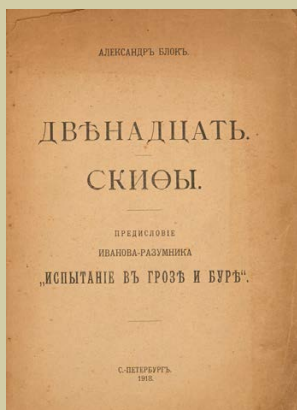 АЛЕКСАНДРЪ БЛОКЪ.
ДВѢНАДЦАТЬ.
СКИѲЫ.
ПРЕДИСЛОВІЕ
ИВАНОВА-РАЗУМНИКА
„ИСПЫТАНІЕ ВЪ ГРОЗѢ И БУРѢ“.
С.-ПЕТЕРБУРГЪ.
1918.